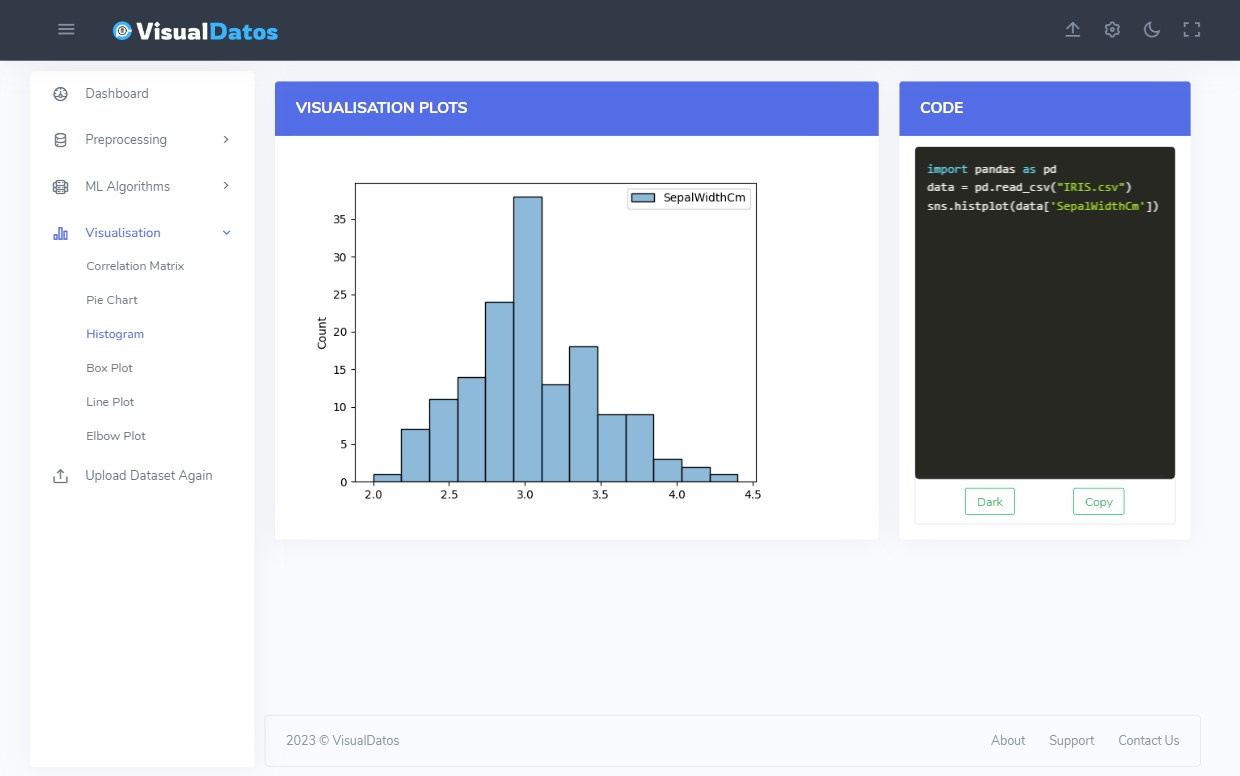 VisualDatos
Dashboard
Preprocessing
ML Algorithms
Visualisation
Correlation Matrix
Pie Chart
Histogram
Box Plot
Line Plot
Elbow Plot
Upload Dataset Again
VISUALISATION PLOTS
SepalWidthCm
Count
35
30
25
20
15
10
5
0
2.0 2.5 3.0 3.5 4.0 4.5
CODE
import pandas as pd
data = pd.read_csv("IRIS.csv")
sns.histplot(data['SepalWidthCm'])
Dark Copy
2023 © VisualDatos About Support Contact Us